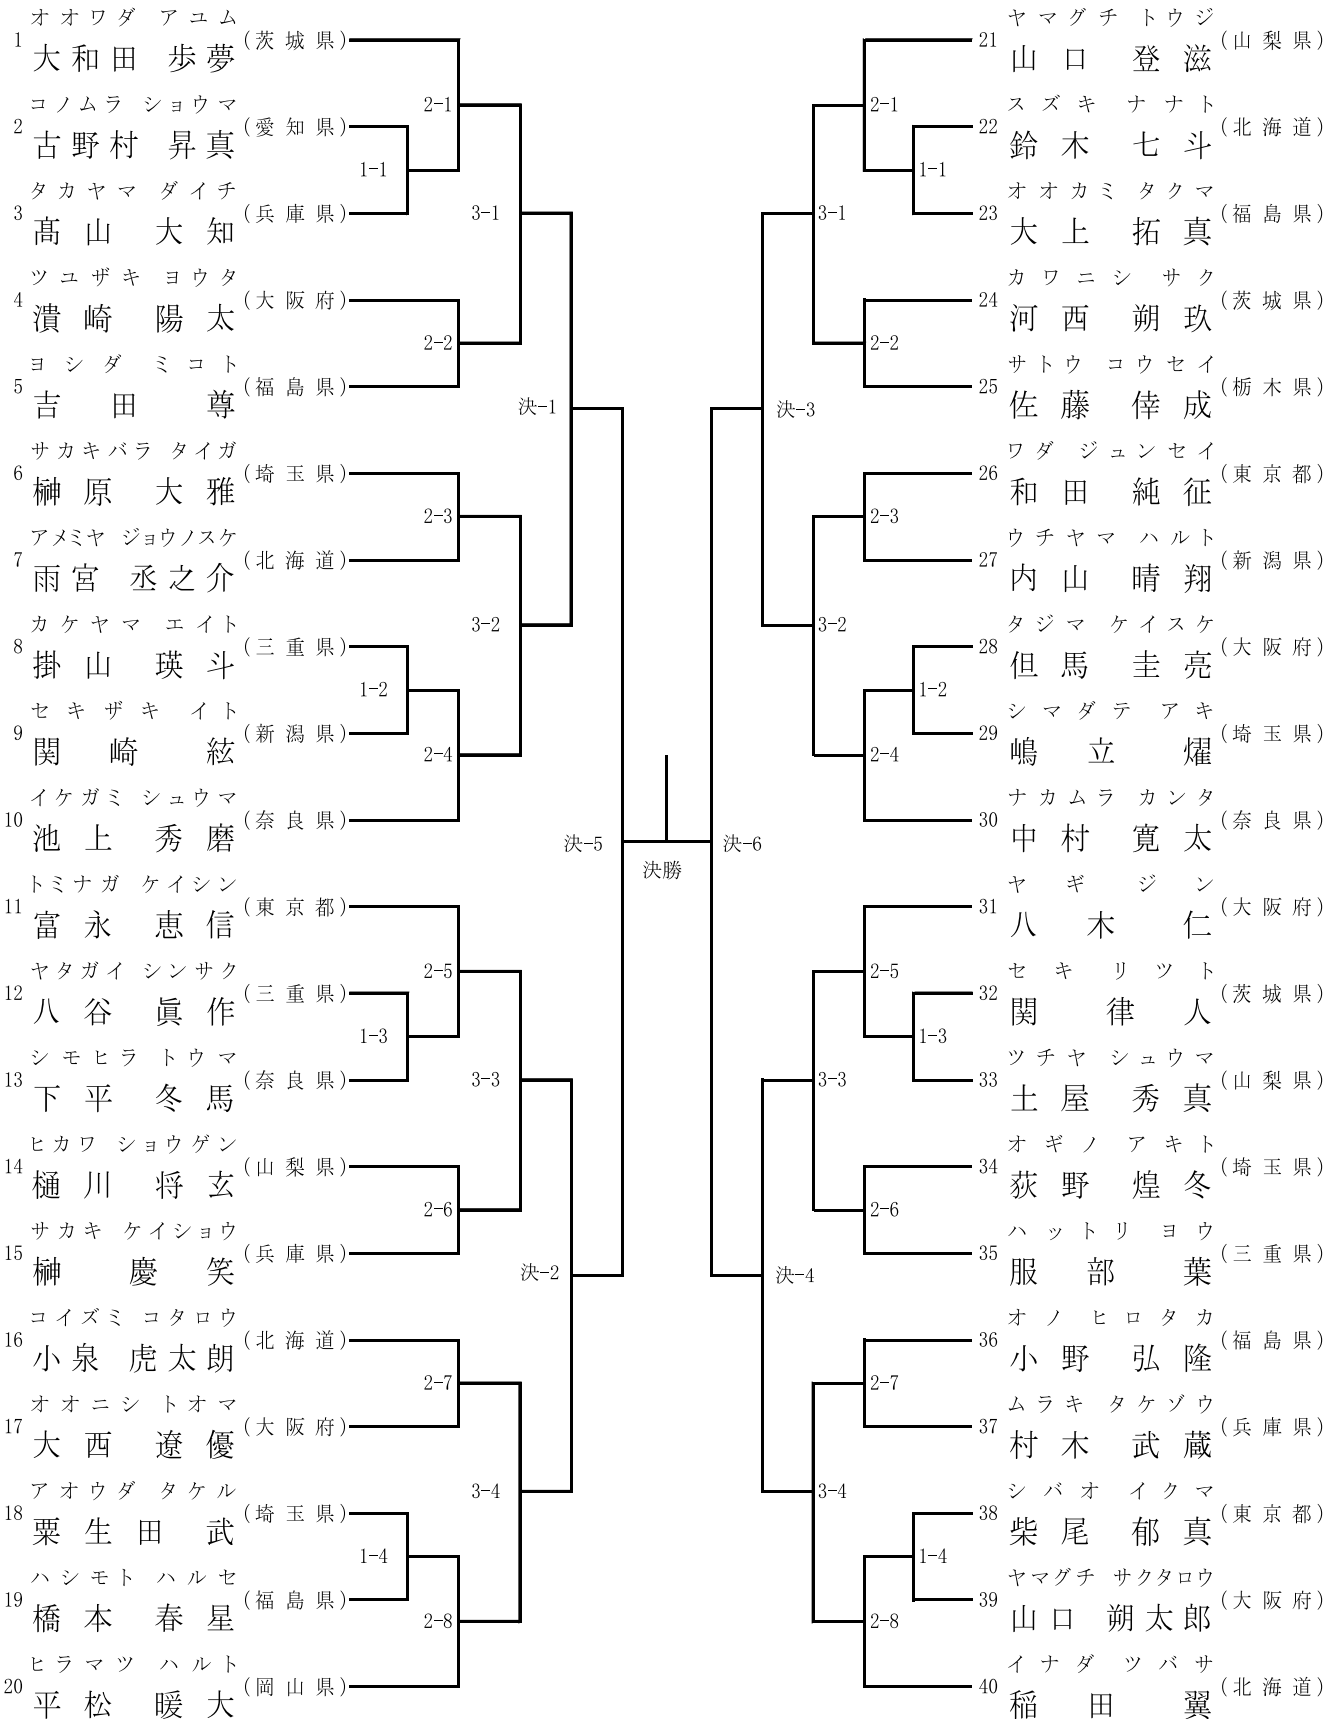 オオワダ アユム
1 大和田 歩夢 (茨城県)
コノムラ ショウマ
2 古野村 昇真 (愛知県)
タカヤマ ダイチ
3 髙山 大知 (兵庫県)
ツユザキ ヨウタ
4 潰崎 陽太 (大阪府)
ヨシダ ミコト
5 吉田 尊 (福島県)
サカキバラ タイガ
6 榊原 大雅 (埼玉県)
アメミヤ ジョウノスケ
7 雨宮 丞之介 (北海道)
カケヤマ エイト
8 掛山 瑛斗 (三重県)
セキザキ イト
9 関崎 絃 (新潟県)
イケガミ シュウマ
10 池上 秀磨 (奈良県)
トミナガ ケイシン
11 富永 恵信 (東京都)
ヤタガイ シンサク
12 八谷 眞作 (三重県)
シモヒラ トウマ
13 下平 冬馬 (奈良県)
ヒカワ ショウゲン
14 樋川 将玄 (山梨県)
サカキ ケイショウ
15 榊 慶笑 (兵庫県)
コイズミ コタロウ
16 小泉 虎太朗 (北海道)
オオニシ トオマ
17 大西 遼優 (大阪府)
アオウダ タケル
18 粟生田 武 (埼玉県)
ハシモト ハルセ
19 橋本 春星 (福島県)
ヒラマツ ハルト
20 平松 暖大 (岡山県)
1-1
1-2
1-3
1-4
2-1
2-2
2-3
2-4
2-5
2-6
2-7
2-8
3-1
3-2
3-3
3-4
決-1
決-2
決-5
決勝
決-6
決-3
決-4
3-1
3-2
3-3
3-4
2-1
2-2
2-3
2-4
2-5
2-6
2-7
2-8
1-1
1-2
1-3
1-4
ヤマグチ トウジ
21 山口 登滋 (山梨県)
スズキ ナナト
22 鈴木 七斗 (北海道)
オオカミ タクマ
23 大上 拓真 (福島県)
カワニシ サク
24 河西 朔玖 (茨城県)
サトウ コウセイ
25 佐藤 倖成 (栃木県)
ワダ ジュンセイ
26 和田 純征 (東京都)
ウチヤマ ハルト
27 内山 晴翔 (新潟県)
タジマ ケイスケ
28 但馬 圭亮 (大阪府)
シマダテ アキ
29 嶋立 燿 (埼玉県)
ナカムラ カンタ
30 中村 寛太 (奈良県)
ヤギ ジン
31 八木 仁 (大阪府)
セキ リツト
32 関 律人 (茨城県)
ツチヤ シュウマ
33 土屋 秀真 (山梨県)
オギノ アキト
34 荻野 煌冬 (埼玉県)
ハットリ ヨウ
35 服部 葉 (三重県)
オノ ヒロタカ
36 小野 弘隆 (福島県)
ムラキ タケゾウ
37 村木 武蔵 (兵庫県)
シバオ イクマ
38 柴尾 郁真 (東京都)
ヤマグチ サクタロウ
39 山口 朔太郎 (大阪府)
イナダ ツバサ
40 稲田 翼 (北海道)